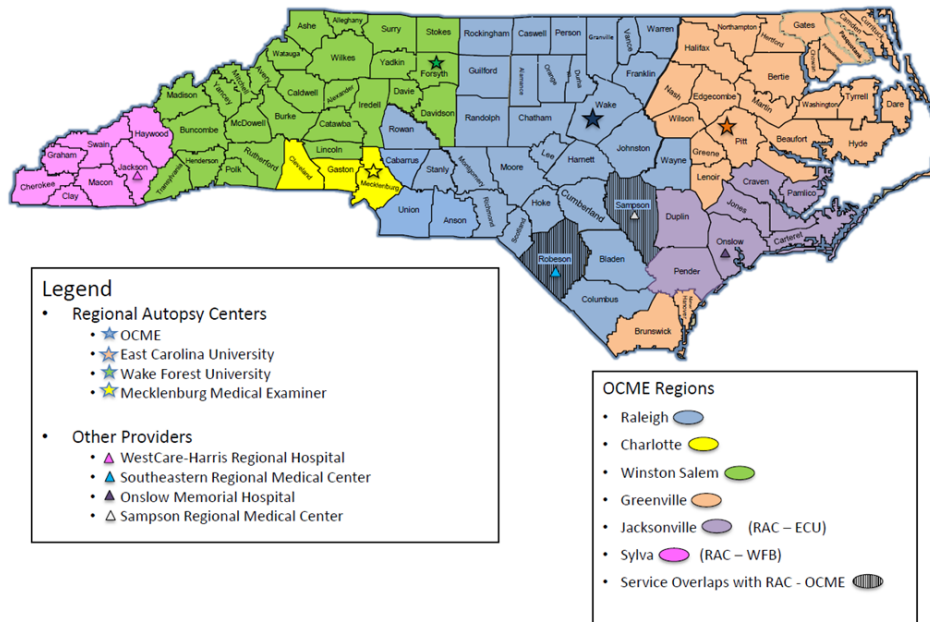 Ashe
Alleghany
Surry
Stokes
Rockingham
Caswell
Person
Granville
Vance
Warren
Northampton
Hertford
Gates
Camden
Currituck
Halifax
Watauga
Wilkes
Yadkin
Forsyth
Guilford
Alamance
Orange
Durham
Franklin
Bertie
Avery
Mitchell
Yancey
Caldwell
Alexander
Iredell
Davie
Davidson
Randolph
Chatham
Wake
Nash
Edgecombe
Martin
Washington
Tyrrell
Dare
Madison
Buncombe
McDowell
Burke
Catawba
Rowan
Wilson
Pitt
Beaufort
Hyde
Haywood
Swain
Graham
Jackson
Cherokee
Macon
Clay
Transylvania
Henderson
Polk
Rutherford
Cleveland
Lincoln
Gaston
Mecklenburg
Cabarrus
Stanly
Montgomery
Moore
Lee
Harnett
Johnston
Wayne
Greene
Lenoir
Craven
Pamlico
Jones
Carteret
Onslow
Duplin
Sampson
Cumberland
Hoke
Scotland
Richmond
Anson
Union
Robeson
Bladen
Columbus
Pender
Brunswick
New Hanover
Legend
• Regional Autopsy Centers
• OCME
• East Carolina University
• Wake Forest University
• Mecklenburg Medical Examiner
• Other Providers
• WestCare-Harris Regional Hospital
• Southeastern Regional Medical Center
• Onslow Memorial Hospital
• Sampson Regional Medical Center
OCME Regions
• Raleigh
• Charlotte
• Winston Salem
• Greenville
• Jacksonville (RAC – ECU)
• Sylva (RAC – WFB)
• Service Overlaps with RAC - OCME